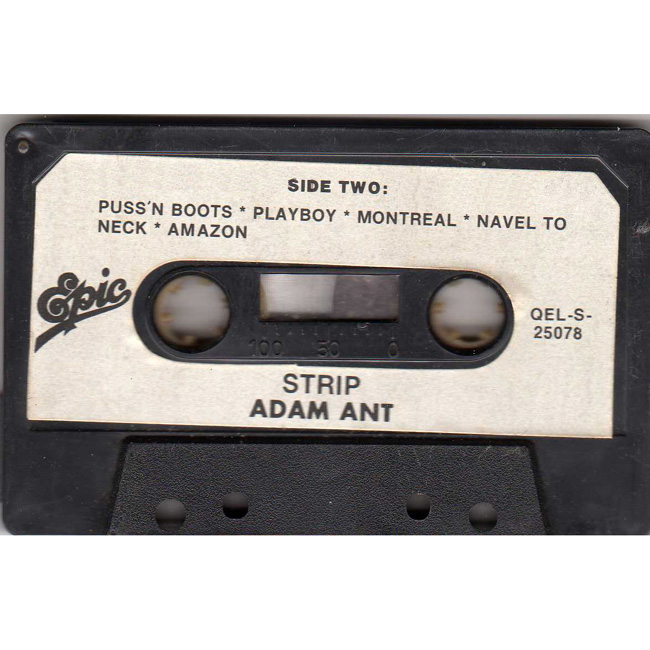 SIDE TWO:
PUSS'N BOOTS * PLAYBOY * MONTREAL * NAVEL TO
NECK * AMAZON
Epic
QEL-S-
25078
100 50 0
STRIP
ADAM ANT